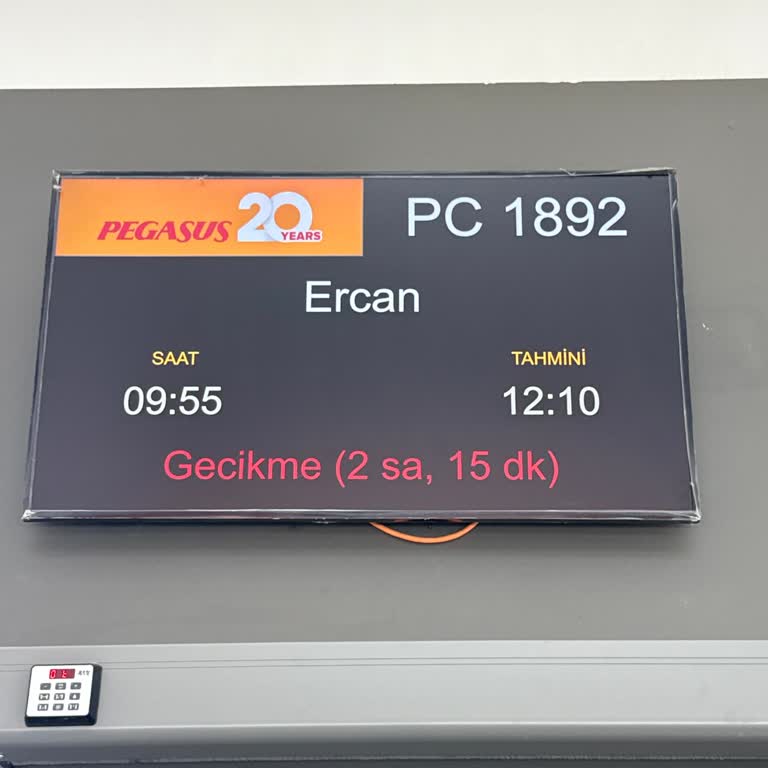 PEGASUS 20 YEARS
PC 1892
Ercan
SAAT
TAHMİNİ
09:55
12:10
Gecikme (2 sa, 15 dk)